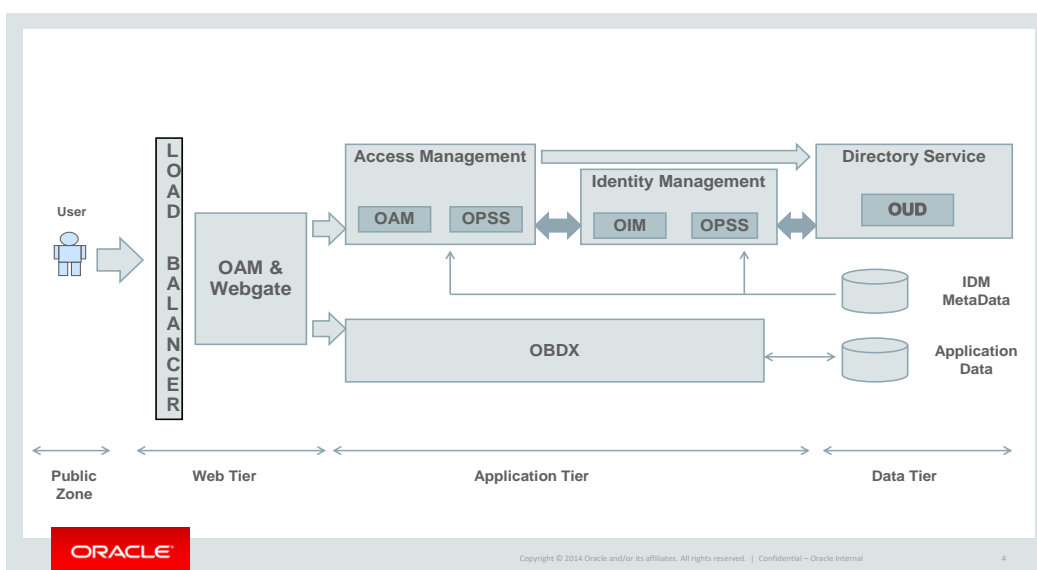 User
LOAD BALANCER
OAM &
Webgate
Access Management
OAM
OPSS
Identity Management
OIM
OPSS
Directory Service
OUD
IDM
MetaData
OBDX
Application
Data
Public
Zone
Web Tier
Application Tier
Data Tier
ORACLE
Copyright © 2014 Oracle and/or its affiliates. All rights reserved. | Confidential – Oracle Internal
4